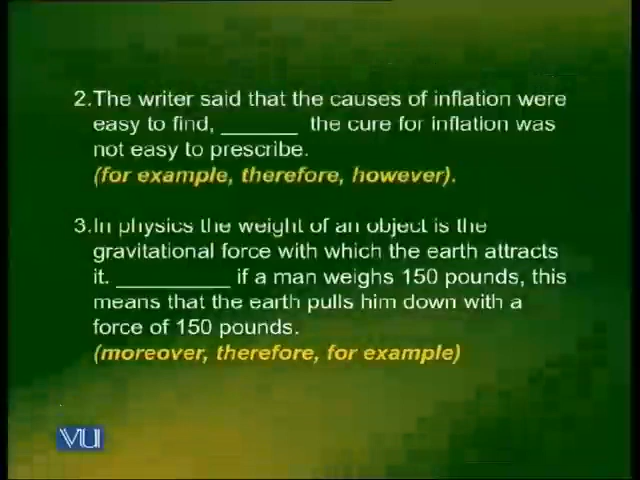 2.The writer said that the causes of inflation were
easy to find, ______ the cure for inflation was
not easy to prescribe.
(for example, therefore, however).
3.In physics the weight of an object is the
gravitational force with which the earth attracts
it. _________ if a man weighs 150 pounds, this
means that the earth pulls him down with a
force of 150 pounds.
(moreover, therefore, for example)
VU